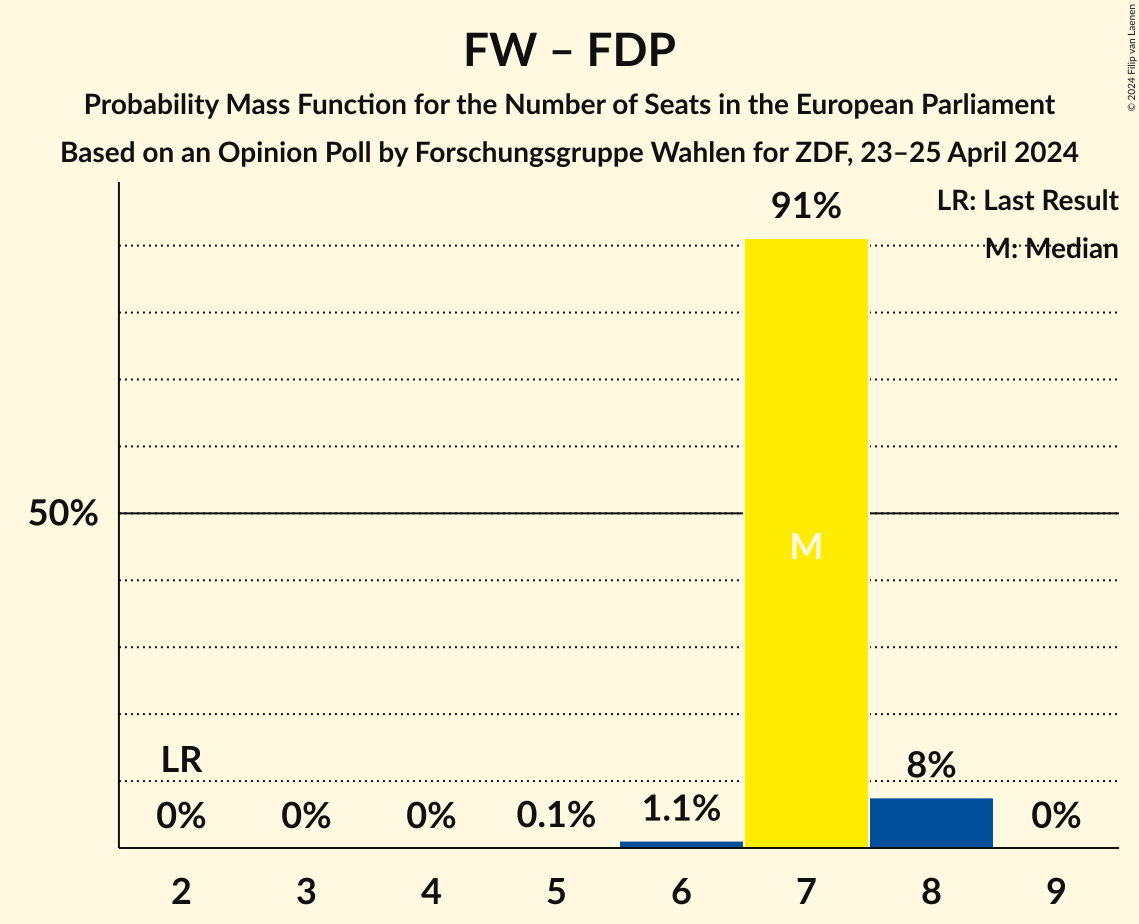 FW – FDP
Probability Mass Function for the Number of Seats in the European Parliament
Based on an Opinion Poll by Forschungsgruppe Wahlen for ZDF, 23–25 April 2024
© 2024 Filip van Laenen
LR: Last Result
M: Median
91%
50%
M
LR
8%
0% 0% 0% 0.1% 1.1% 0%
2 3 4 5 6 7 8 9